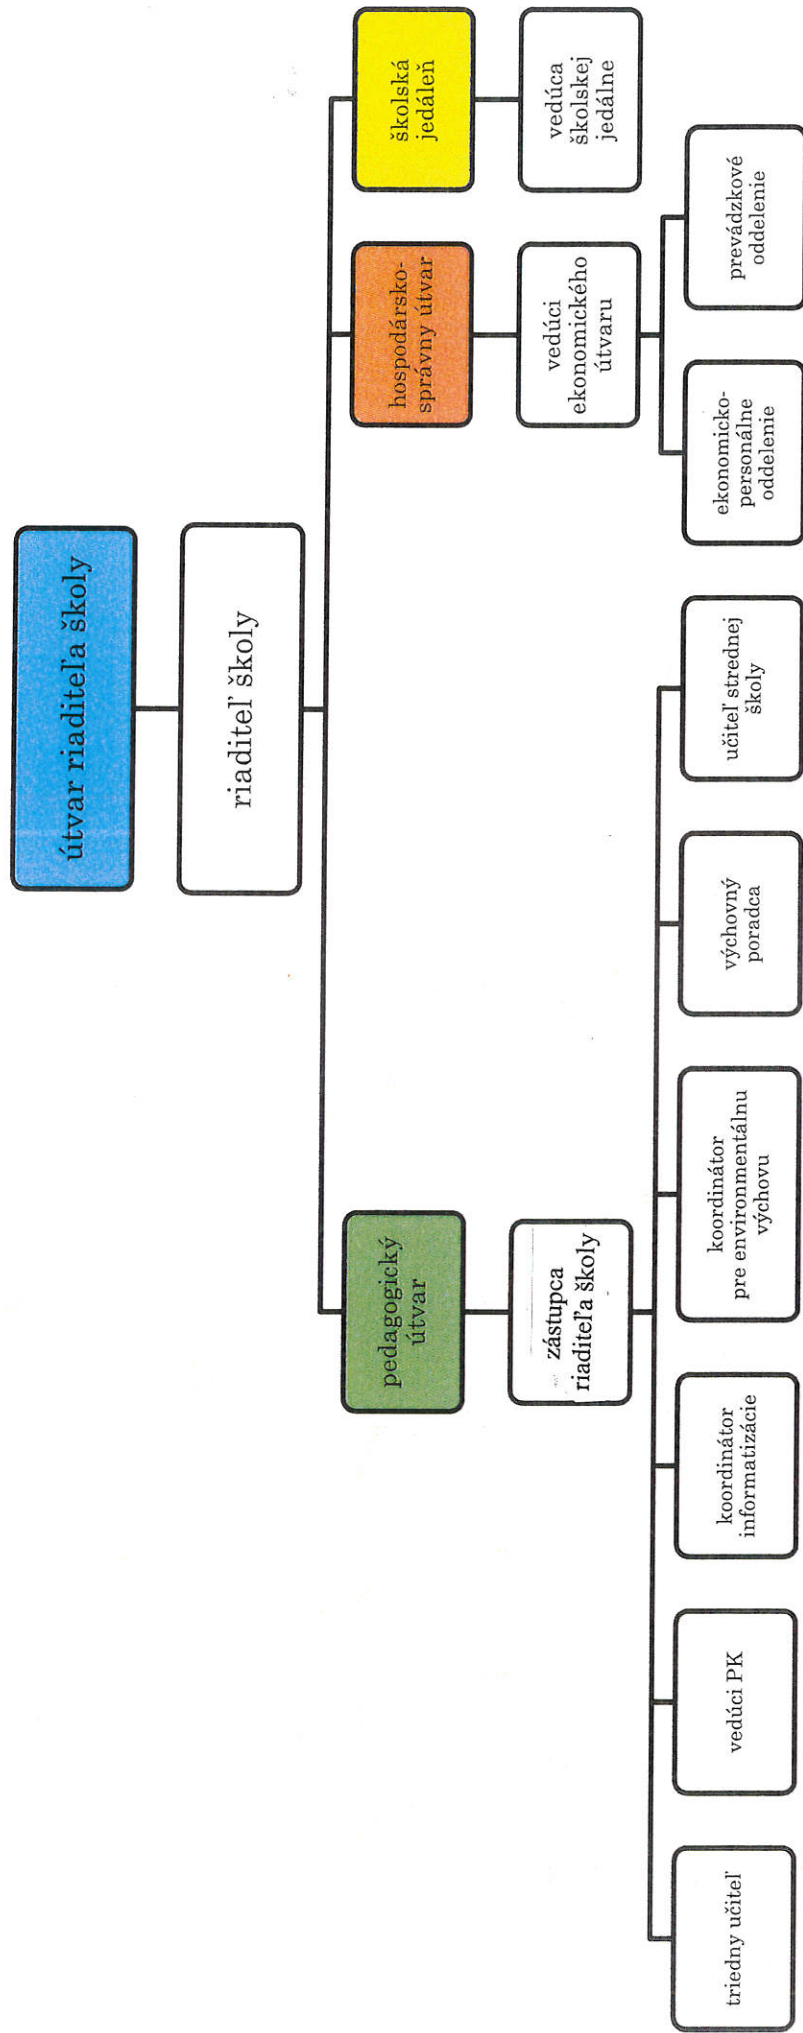 útvar riaditeľa školy
riaditeľ školy
pedagogický
útvar
hospodársko-
správny útvar
školská
jedáleň
zástupca
riaditeľa školy
vedúci
ekonomického
útvaru
vedúca
školskej
jedálne
triedny učiteľ
vedúci PK
koordinátor
informatizácie
koordinátor
pre environmentálnu
výchovu
výchovný
poradca
učiteľ strednej
školy
ekonomicko-
personálne
oddelenie
prevádzkové
oddelenie